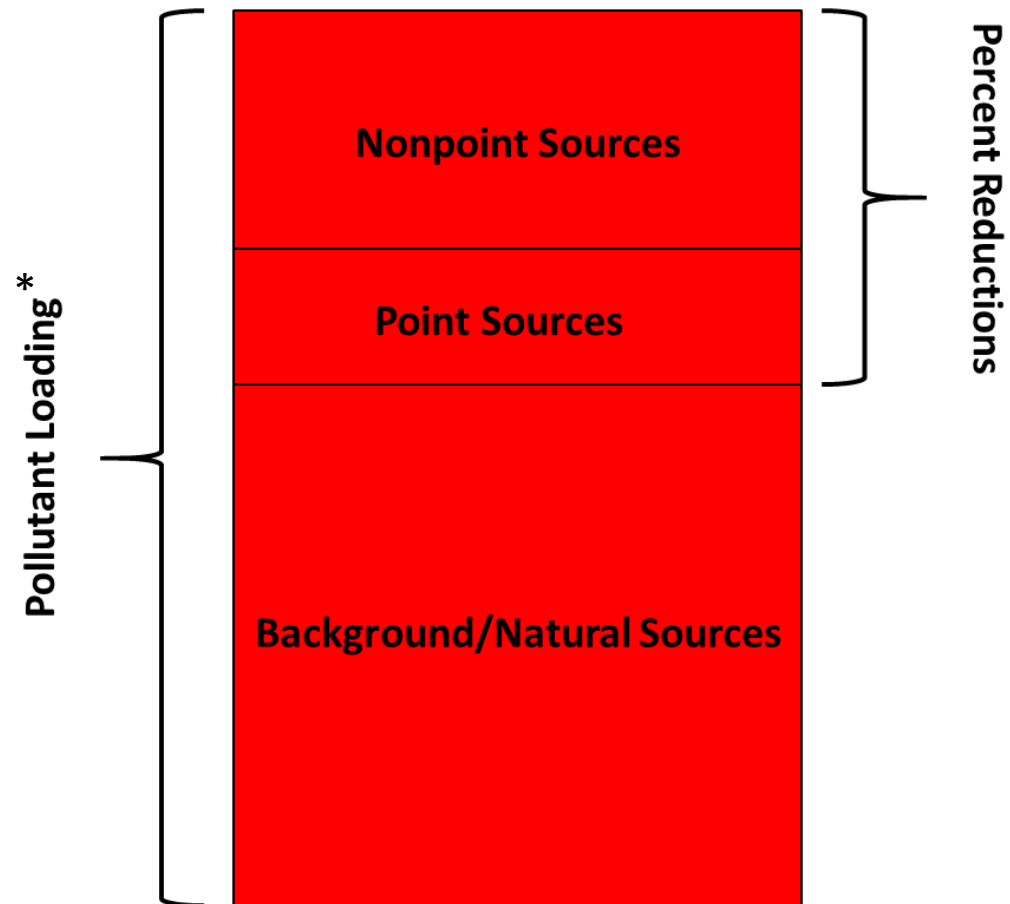 Pollutant Loading*
Nonpoint Sources
Point Sources
Background/Natural Sources
Percent Reductions